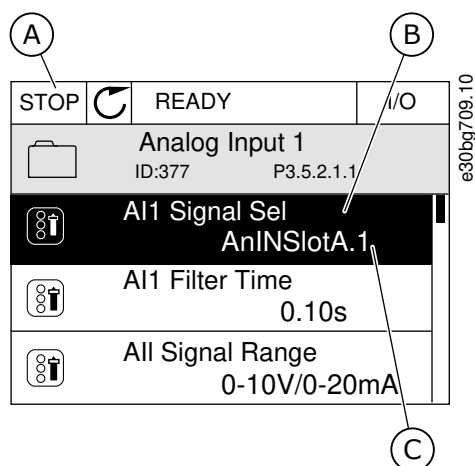 A
B
STOP
READY
I/O
Analog Input 1
ID:377
P3.5.2.1.1
AI1 Signal Sel
AnINSlotA.1
AI1 Filter Time
0.10s
AII Signal Range
0-10V/0-20mA
C
e30bg709.10